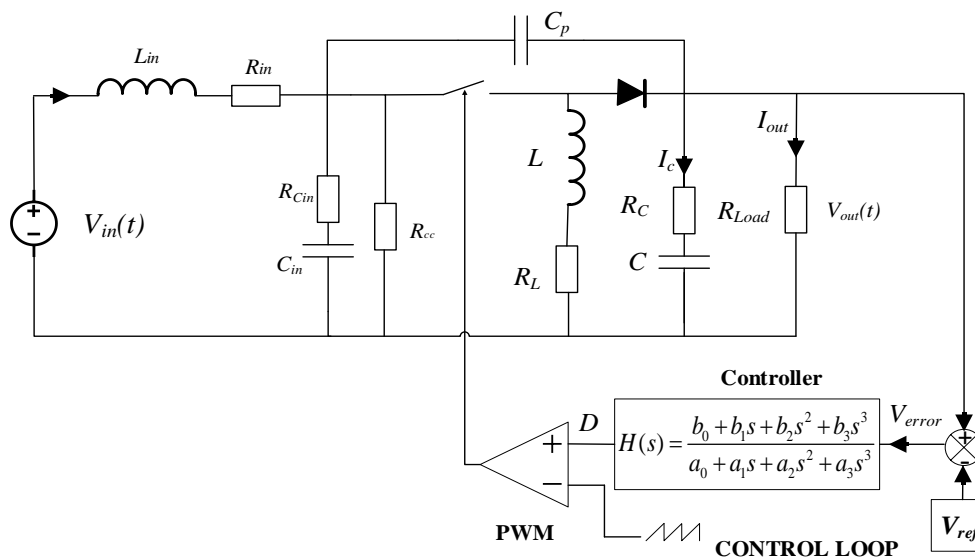 C_p
L_in
R_in
V_in(t)
R_Cin
C_in
R_cc
L
R_L
I_c
R_C
C
I_out
R_Load
V_out(t)
Controller
D
H(s) = (b_0 + b_1 s + b_2 s^2 + b_3 s^3) / (a_0 + a_1 s + a_2 s^2 + a_3 s^3)
V_error
V_ref
PWM
CONTROL LOOP